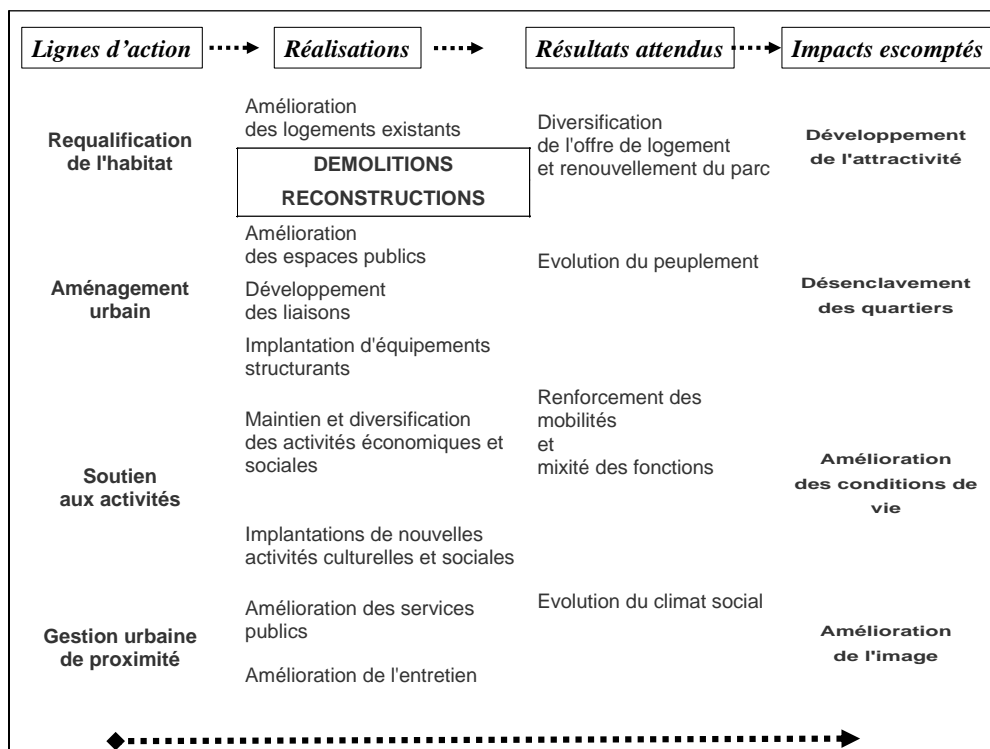 Lignes d'action
Réalisations
Résultats attendus
Impacts escomptés
Requalification
de l'habitat
Amélioration
des logements existants
DEMOLITIONS
RECONSTRUCTIONS
Diversification
de l'offre de logement
et renouvellement du parc
Développement
de l'attractivité
Aménagement
urbain
Amélioration
des espaces publics
Développement
des liaisons
Implantation d'équipements
structurants
Evolution du peuplement
Désenclavement
des quartiers
Soutien
aux activités
Maintien et diversification
des activités économiques et
sociales
Implantations de nouvelles
activités culturelles et sociales
Renforcement des
mobilités
et
mixité des fonctions
Amélioration
des conditions de
vie
Gestion urbaine
de proximité
Amélioration des services
publics
Amélioration de l'entretien
Evolution du climat social
Amélioration
de l'image